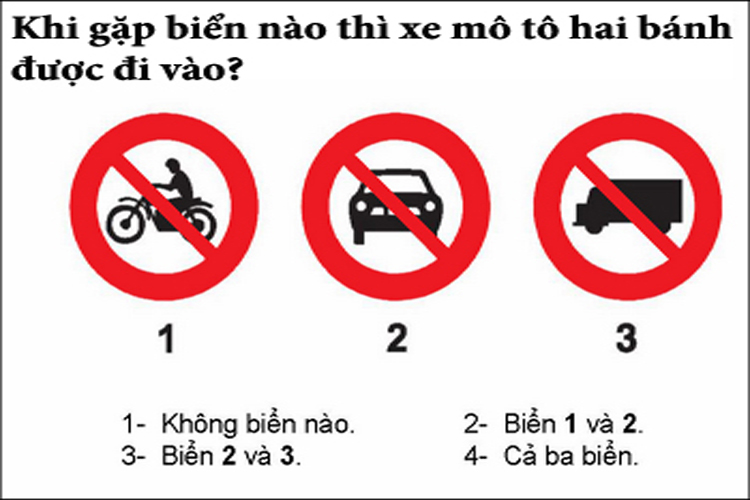 Khi gặp biển nào thì xe mô tô hai bánh
được đi vào?
1 2 3
1- Không biển nào. 2- Biển 1 và 2.
3- Biển 2 và 3. 4- Cả ba biển.